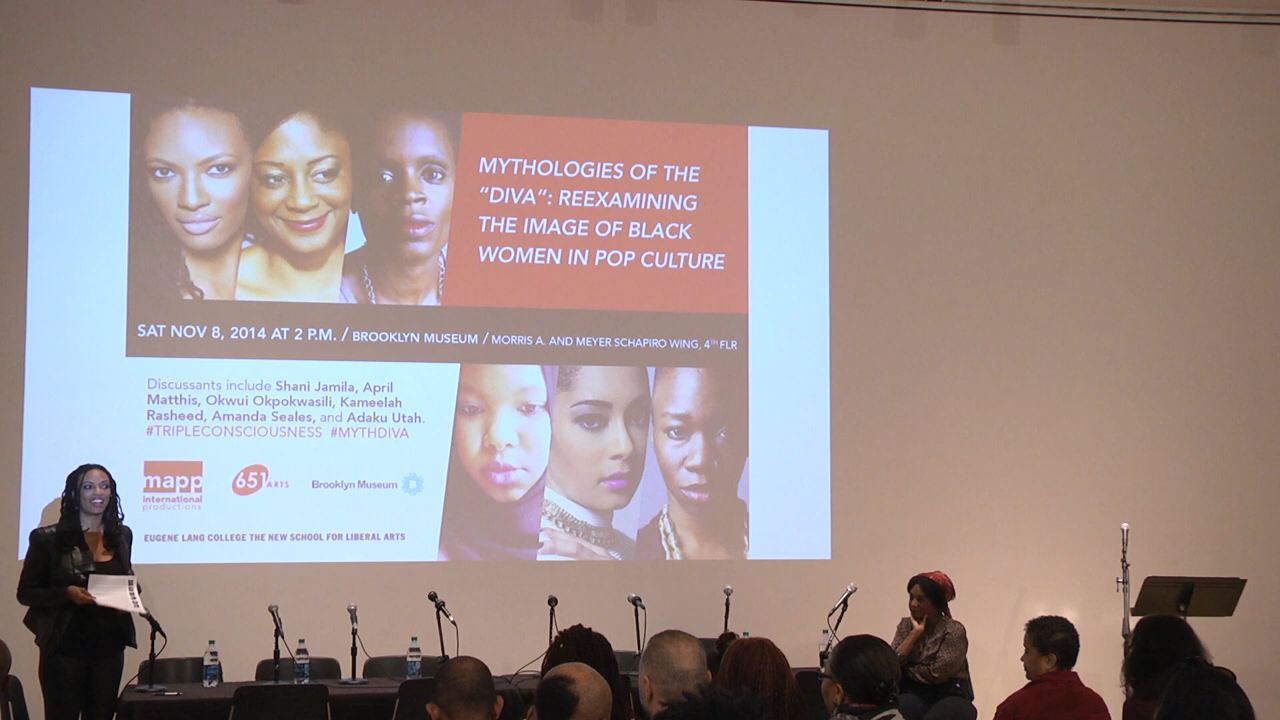 MYTHOLOGIES OF THE
"DIVA": REEXAMINING
THE IMAGE OF BLACK
WOMEN IN POP CULTURE
SAT NOV 8, 2014 AT 2 P.M. / BROOKLYN MUSEUM / MORRIS A. AND MEYER SCHAPIRO WING, 4TH FLR
Discussants include Shani Jamila, April
Matthis, Okwui Okpokwasili, Kameelah
Rasheed, Amanda Seales, and Adaku Utah.
#TRIPLECONSCIOUSNESS #MYTHDIVA
mapp
international
productions
651 ARTS
Brooklyn Museum
EUGENE LANG COLLEGE THE NEW SCHOOL FOR LIBERAL ARTS